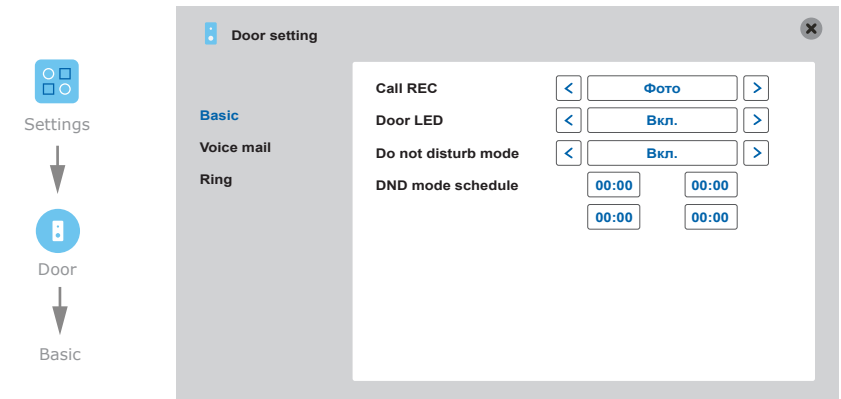 Settings
Door
Basic
Door setting
Basic
Voice mail
Ring
Call REC < Фото >
Door LED < Вкл. >
Do not disturb mode < Вкл. >
DND mode schedule 00:00 00:00
00:00 00:00